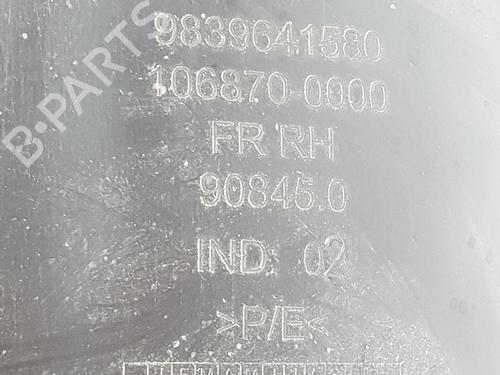 9839641580
106870-0000
FR RH
90845.0
IND: 02
>P/E<
B-PARTS